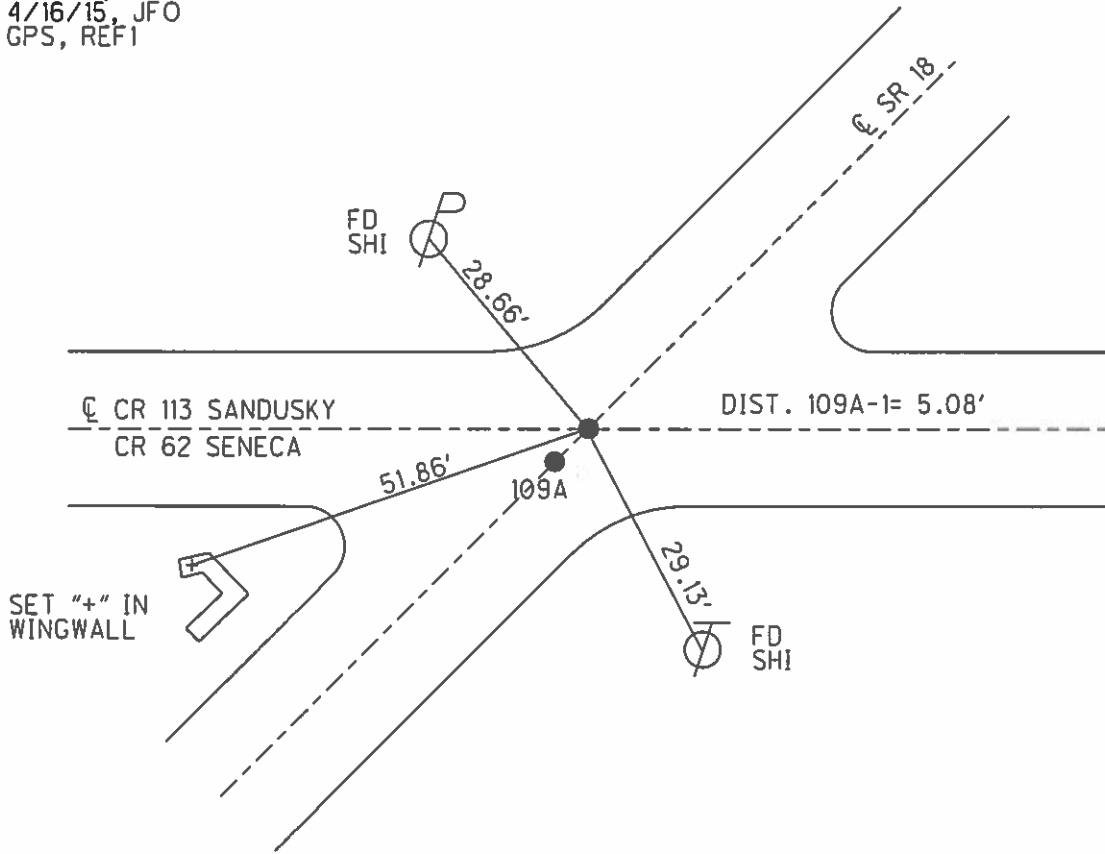 4/16/15, JFO
GPS, REF1
℄ SR 18
FD
SHI
P
28.66'
℄ CR 113 SANDUSKY
DIST. 109A-1= 5.08'
CR 62 SENECA
51.86'
109A
29.13'
SET "+" IN
WINGWALL
T
FD
SHI